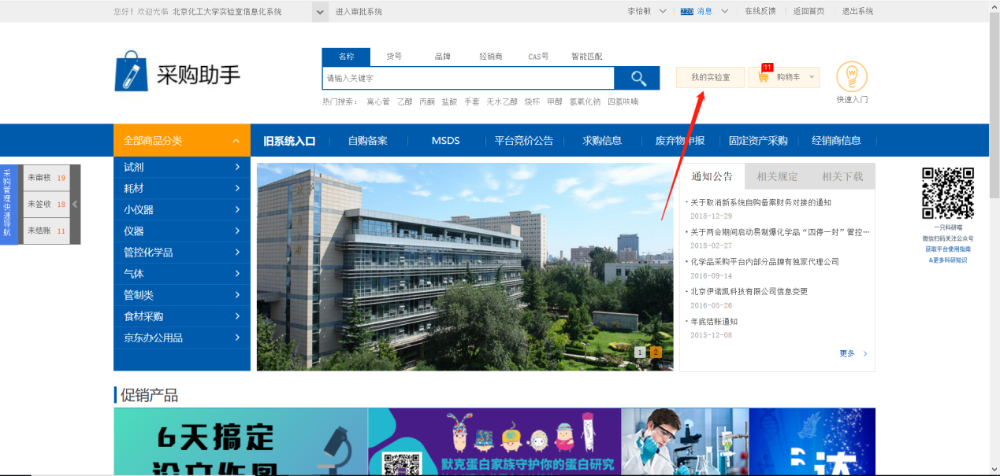 您好！欢迎光临 北京化工大学实验室信息化系统
进入审批系统
李怡敏
220 消息
在线反馈
返回首页
退出系统
采购助手
名称 货号 品牌 经销商 CAS号 智能匹配
请输入关键字
热门搜索： 离心管 乙醇 丙酮 盐酸 手套 无水乙醇 烧杯 甲醇 氢氧化钠 四氢呋喃
我的实验室
11
购物车
快速入门
全部商品分类
旧系统入口 自购备案 MSDS 平台竞价公告 求购信息 废弃物申报 固定资产采购 经销商信息
采购管理快速导航
未审核 19
未签收 18
未结账 11
试剂
耗材
小仪器
仪器
管控化学品
气体
管制类
食材采购
京东办公用品
1 2
通知公告 相关规定 相关下载
· 关于取消新系统自购备案财务对接的通知
2018-12-29
· 关于两会期间启动易制爆化学品“四停一封”管控···
2018-02-27
· 化学品采购平台内部分品牌有独家代理公司
2016-09-14
· 北京伊诺凯科技有限公司信息变更
2016-05-26
· 年底结账通知
2015-12-08
更多
一只科研喵
微信扫码关注公众号
获取平台使用指南
&更多科研知识
促销产品
6天搞定
论文作图
默克蛋白家族守护你的蛋白研究